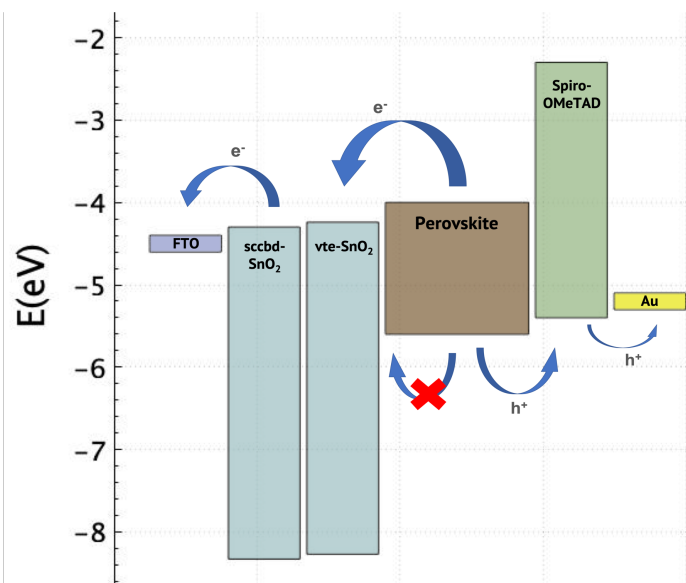 E(eV)
−2
−3
−4
−5
−6
−7
−8
e⁻
e⁻
FTO
sccbd-
SnO₂
vte-SnO₂
Perovskite
Spiro-
OMeTAD
Au
h⁺
h⁺